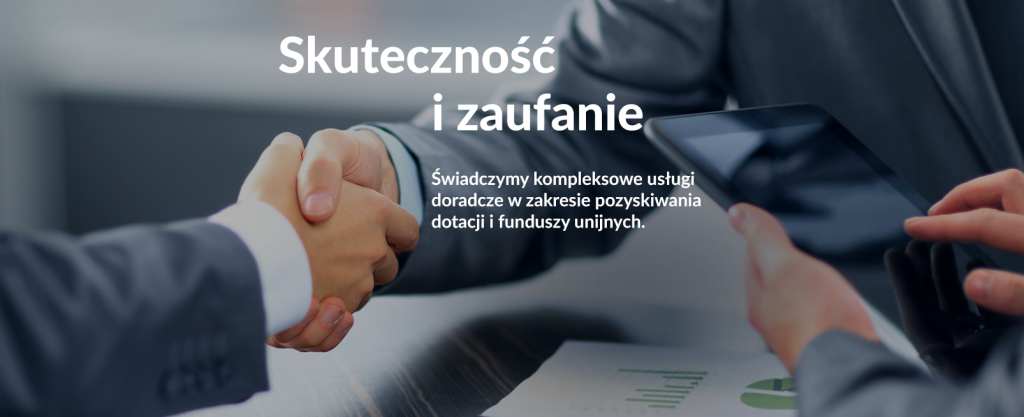 Skuteczność
i zaufanie
Świadczymy kompleksowe usługi
doradcze w zakresie pozyskiwania
dotacji i funduszy unijnych.